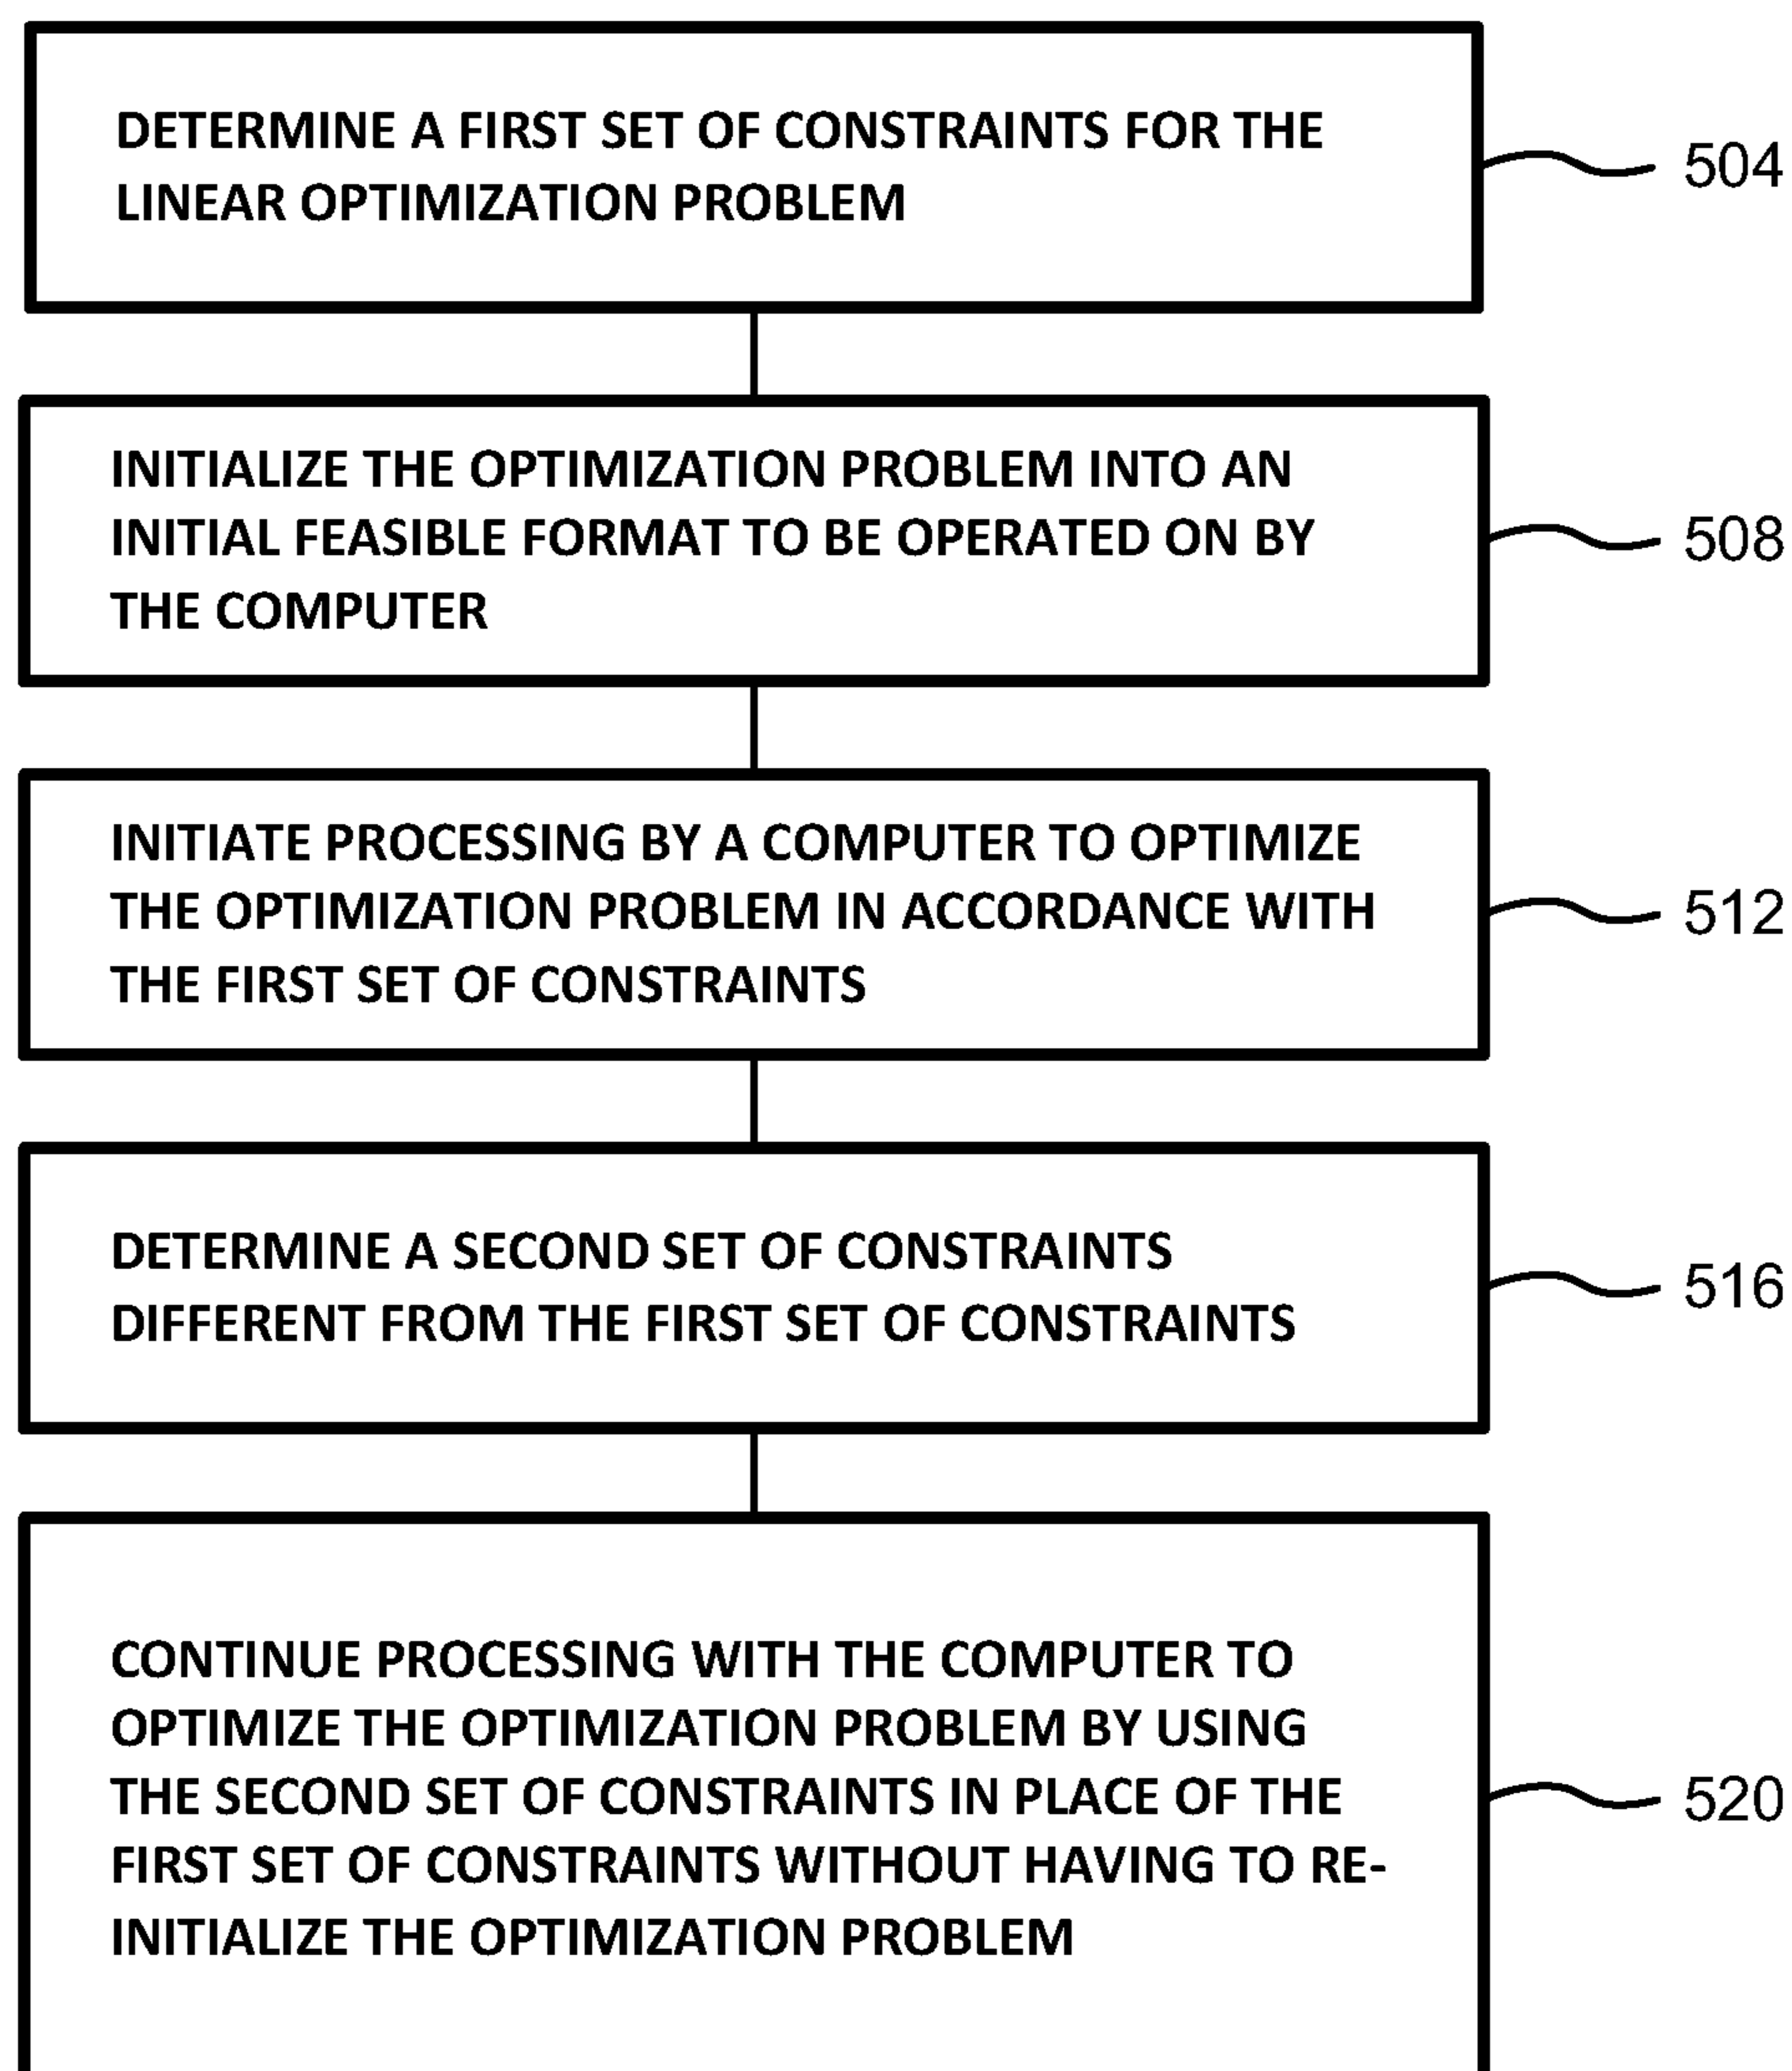 DETERMINE A FIRST SET OF CONSTRAINTS FOR THE
LINEAR OPTIMIZATION PROBLEM
504
INITIALIZE THE OPTIMIZATION PROBLEM INTO AN
INITIAL FEASIBLE FORMAT TO BE OPERATED ON BY
THE COMPUTER
508
INITIATE PROCESSING BY A COMPUTER TO OPTIMIZE
THE OPTIMIZATION PROBLEM IN ACCORDANCE WITH
THE FIRST SET OF CONSTRAINTS
512
DETERMINE A SECOND SET OF CONSTRAINTS
DIFFERENT FROM THE FIRST SET OF CONSTRAINTS
516
CONTINUE PROCESSING WITH THE COMPUTER TO
OPTIMIZE THE OPTIMIZATION PROBLEM BY USING
THE SECOND SET OF CONSTRAINTS IN PLACE OF THE
FIRST SET OF CONSTRAINTS WITHOUT HAVING TO RE-
INITIALIZE THE OPTIMIZATION PROBLEM
520